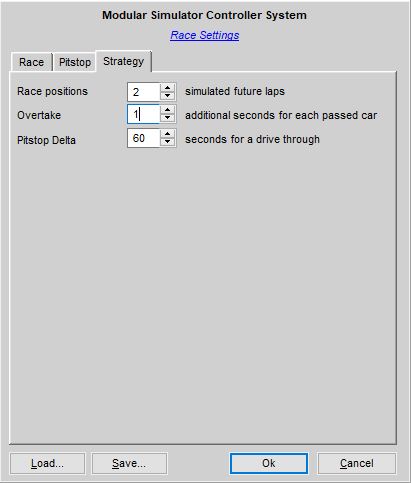 Modular Simulator Controller System
Race Settings
Race Pitstop Strategy
Race positions 2 simulated future laps
Overtake 1 additional seconds for each passed car
Pitstop Delta 60 seconds for a drive through
Load... Save... Ok Cancel